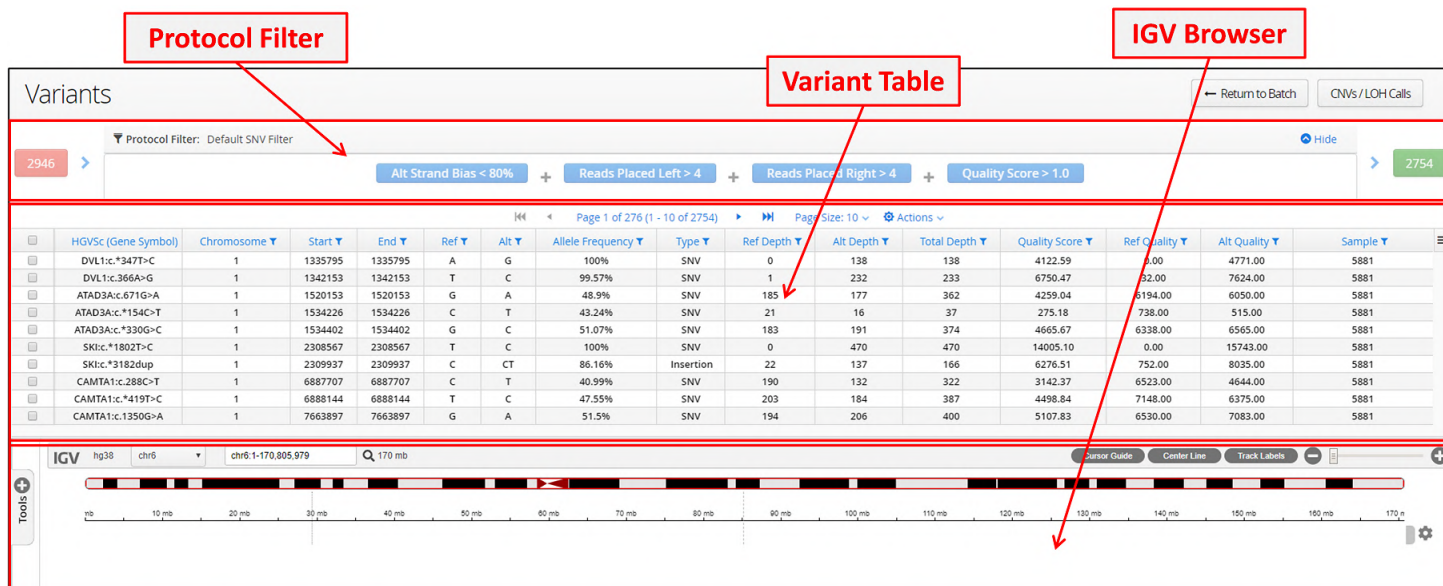 Protocol Filter
IGV Browser
Variant Table
Variants
← Return to Batch
CNVs / LOH Calls
Protocol Filter: Default SNV Filter
Hide
2946
Alt Strand Bias < 80% + Reads Placed Left > 4 + Reads Placed Right > 4 + Quality Score > 1.0
2754
Page 1 of 276 (1 - 10 of 2754) Page Size: 10 Actions
HGVSc (Gene Symbol) Chromosome Start End Ref Alt Allele Frequency Type Ref Depth Alt Depth Total Depth Quality Score Ref Quality Alt Quality Sample
DVL1:c.*347T>C 1 1335795 1335795 A G 100% SNV 0 138 138 4122.59 0.00 4771.00 5881
DVL1:c.366A>G 1 1342153 1342153 T C 99.57% SNV 1 232 233 6750.47 32.00 7624.00 5881
ATAD3A:c.671G>A 1 1520153 1520153 G A 48.9% SNV 185 177 362 4259.04 6194.00 6050.00 5881
ATAD3A:c.*154C>T 1 1534226 1534226 C T 43.24% SNV 21 16 37 275.18 738.00 515.00 5881
ATAD3A:c.*330G>C 1 1534402 1534402 G C 51.07% SNV 183 191 374 4665.67 6338.00 6565.00 5881
SKI:c.*1802T>C 1 2308567 2308567 T C 100% SNV 0 470 470 14005.10 0.00 15743.00 5881
SKI:c.*3182dup 1 2309937 2309937 C CT 86.16% Insertion 22 137 166 6276.51 752.00 8035.00 5881
CAMTA1:c.288C>T 1 6887707 6887707 C T 40.99% SNV 190 132 322 3142.37 6523.00 4644.00 5881
CAMTA1:c.*419T>C 1 6888144 6888144 T C 47.55% SNV 203 184 387 4498.84 7148.00 6375.00 5881
CAMTA1:c.1350G>A 1 7663897 7663897 G A 51.5% SNV 194 206 400 5107.83 6530.00 7083.00 5881
IGV hg38 chr6 chr6:1-170,805,979 170 mb Cursor Guide Center Line Track Labels
Tools
mb 10 mb 20 mb 30 mb 40 mb 50 mb 60 mb 70 mb 80 mb 90 mb 100 mb 110 mb 120 mb 130 mb 140 mb 150 mb 160 mb 170 m